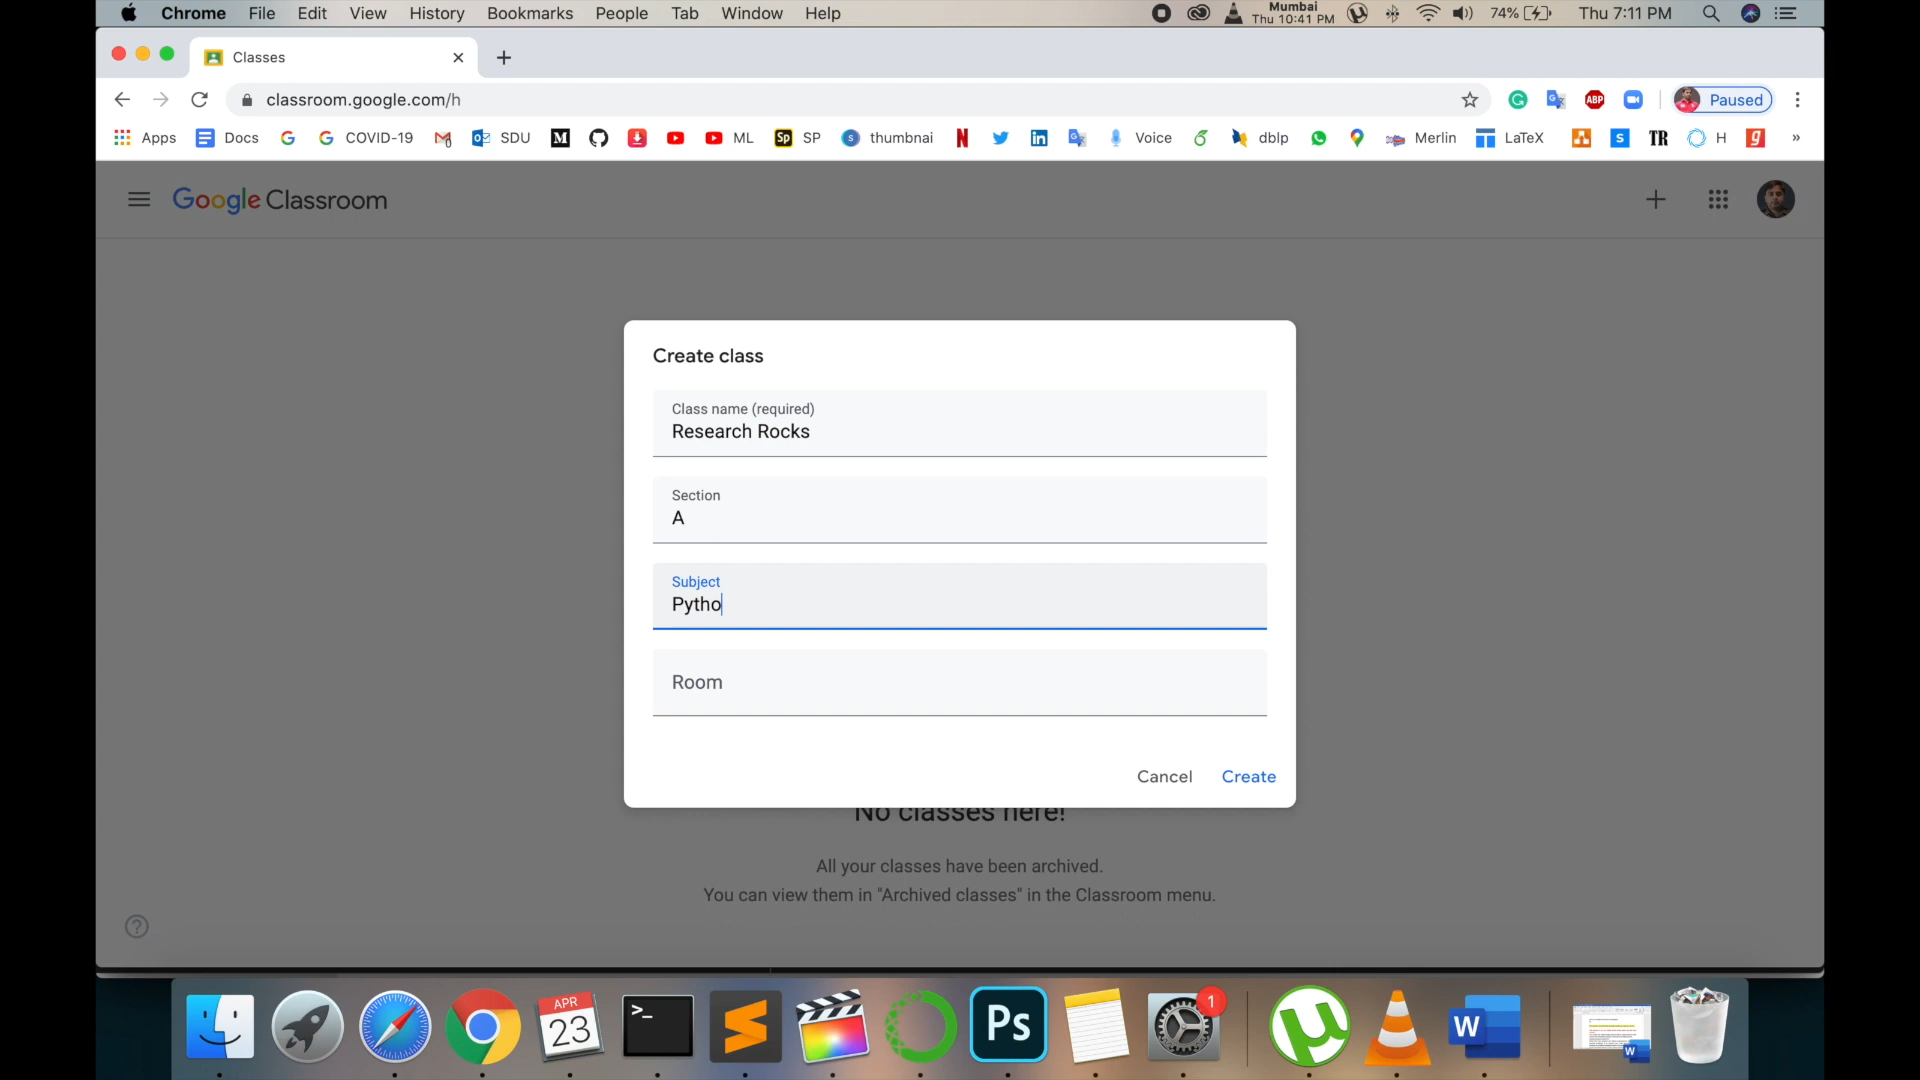 Chrome File Edit View History Bookmarks People Tab Window Help
Mumbai
Thu 10:41 PM
74%
Thu 7:11 PM
Classes
classroom.google.com/h
ABP
Paused
Apps Docs COVID-19 SDU M ML Sp SP thumbnai N Voice dblp Merlin LaTeX S TR H g »
Google Classroom
Create class
Class name (required)
Research Rocks
Section
A
Subject
Pytho
Room
Cancel Create
No classes here!
All your classes have been archived.
You can view them in "Archived classes" in the Classroom menu.
APR
23
>_
Ps
1
µ
W
W